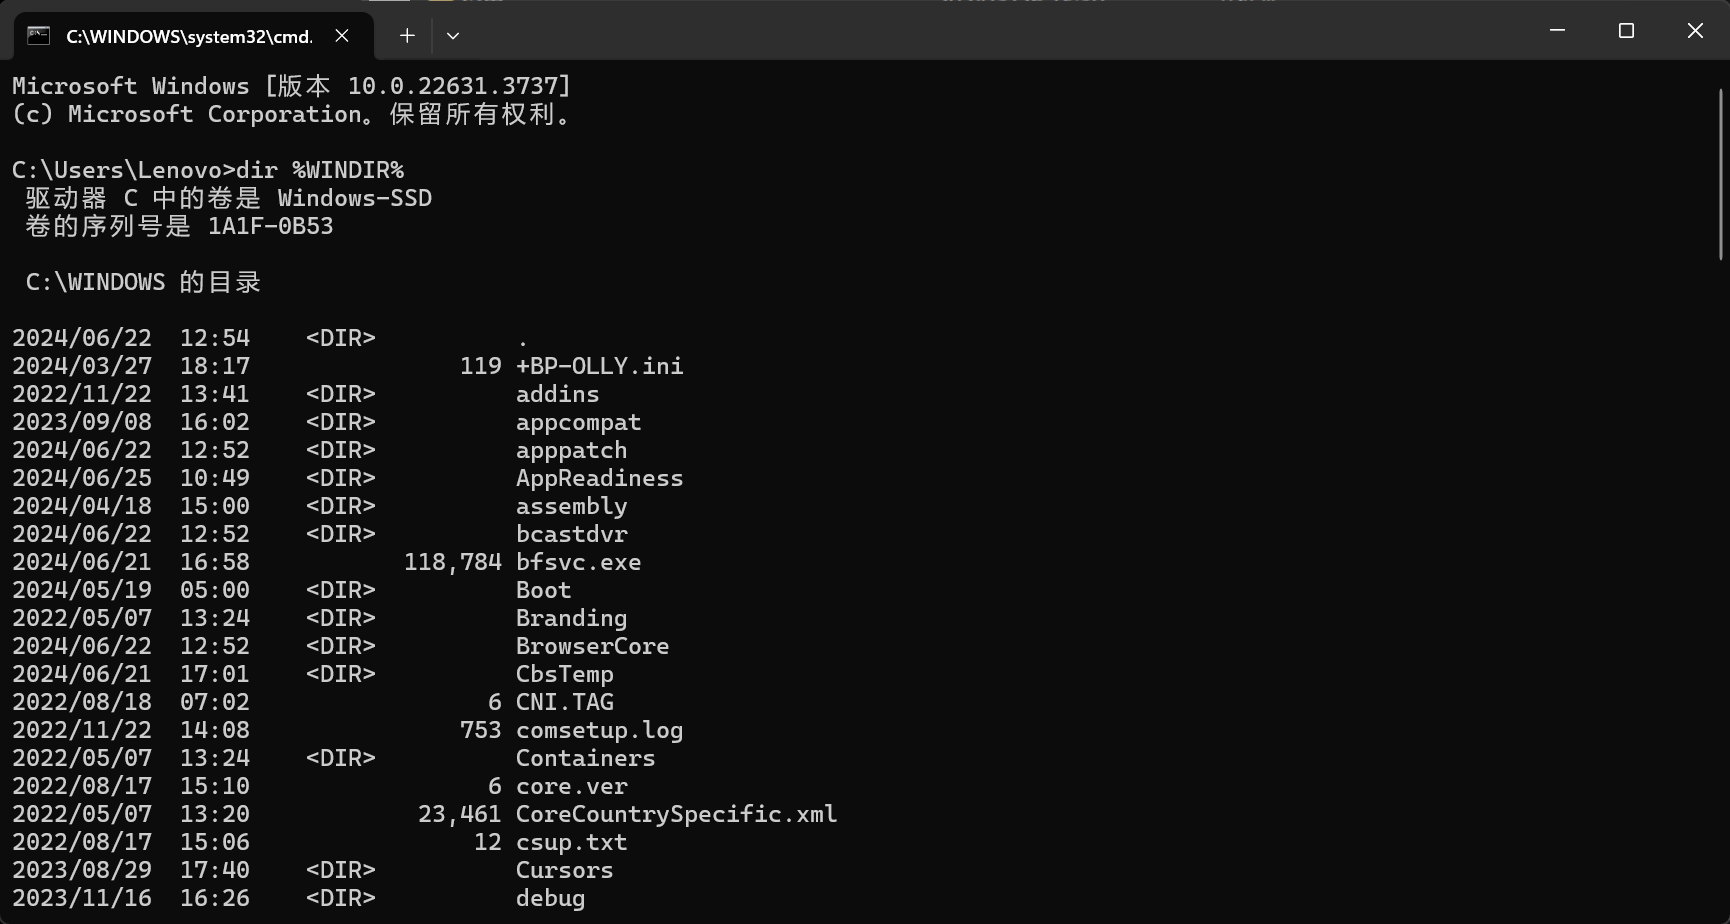 C:\WINDOWS\system32\cmd.
Microsoft Windows [版本 10.0.22631.3737]
(c) Microsoft Corporation。保留所有权利。
C:\Users\Lenovo>dir %WINDIR%
驱动器 C 中的卷是 Windows-SSD
卷的序列号是 1A1F-0B53
C:\WINDOWS 的目录
2024/06/22  12:54    <DIR>          .
2024/03/27  18:17               119 +BP-OLLY.ini
2022/11/22  13:41    <DIR>          addins
2023/09/08  16:02    <DIR>          appcompat
2024/06/22  12:52    <DIR>          apppatch
2024/06/25  10:49    <DIR>          AppReadiness
2024/04/18  15:00    <DIR>          assembly
2024/06/22  12:52    <DIR>          bcastdvr
2024/06/21  16:58           118,784 bfsvc.exe
2024/05/19  05:00    <DIR>          Boot
2022/05/07  13:24    <DIR>          Branding
2024/06/22  12:52    <DIR>          BrowserCore
2024/06/21  17:01    <DIR>          CbsTemp
2022/08/18  07:02                 6 CNI.TAG
2022/11/22  14:08               753 comsetup.log
2022/05/07  13:24    <DIR>          Containers
2022/08/17  15:10                 6 core.ver
2022/05/07  13:20            23,461 CoreCountrySpecific.xml
2022/08/17  15:06                12 csup.txt
2023/08/29  17:40    <DIR>          Cursors
2023/11/16  16:26    <DIR>          debug